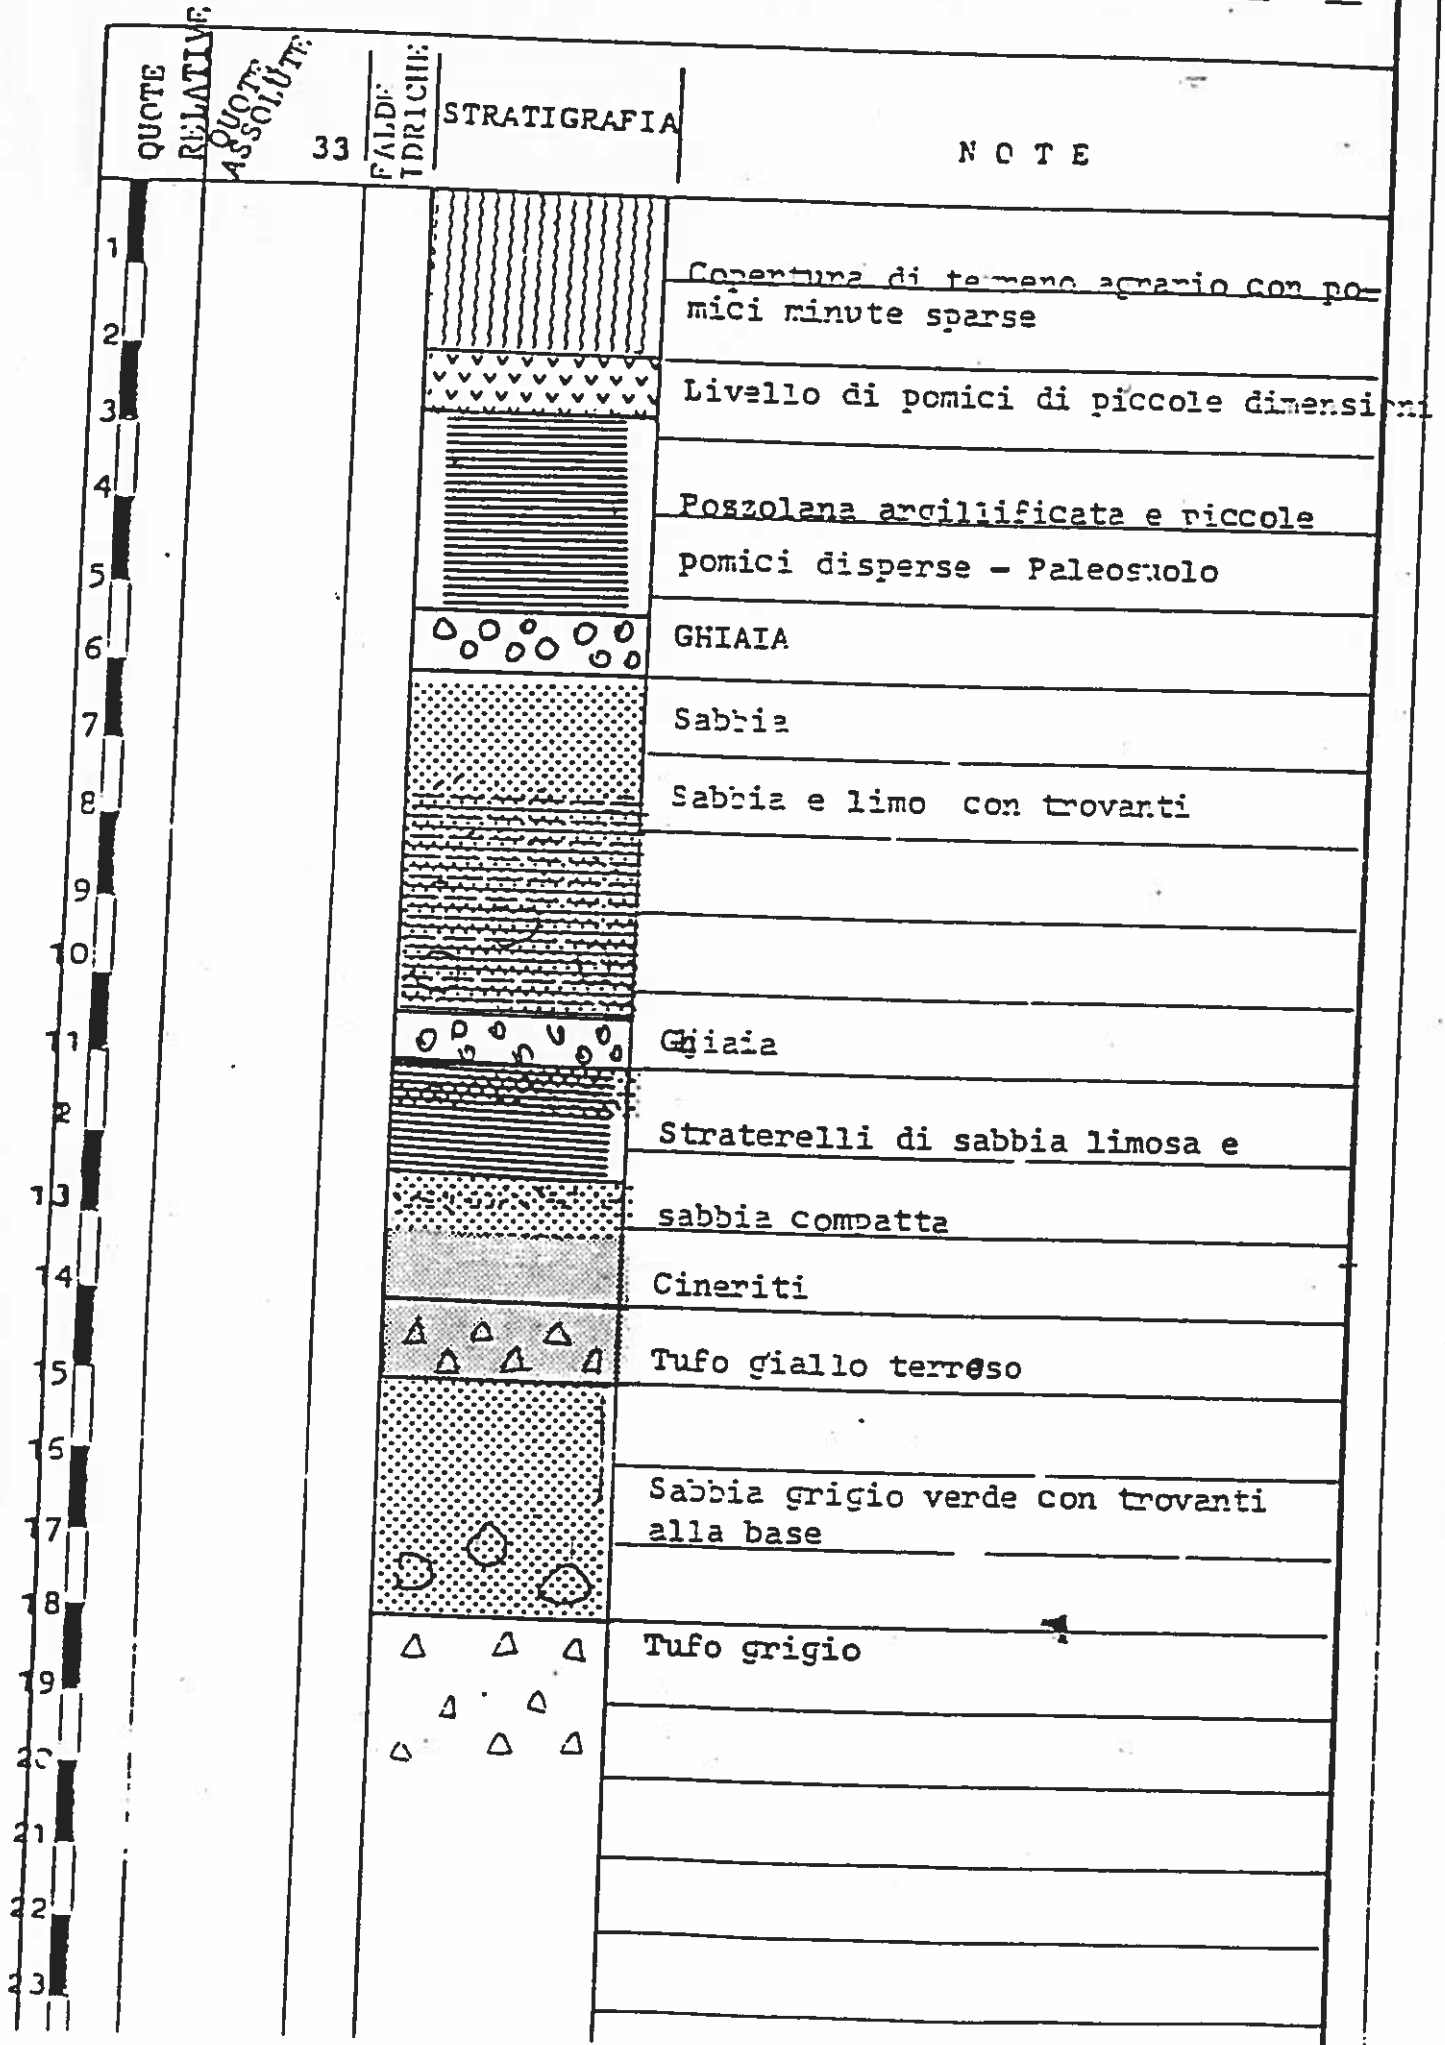 QUOTE
RELATIVE
QUOTE
ASSOLUTE
33
FALDE
IDRICHE
STRATIGRAFIA
NOTE
1
Copertura di terreno agrario con po-
mici minute sparse
2
Livello di pomici di piccole dimensioni
3
4
Poszolana argillificata e piccole
pomici disperse - Paleosuolo
5
GHIAIA
6
Sabbia
7
Sabbia e limo con trovanti
8
9
10
Ghiaia
11
2
Straterelli di sabbia limosa e
13
sabbia compatta
14
Cineriti
15
Tufo giallo terroso
16
Sabbia grigio verde con trovanti
17
alla base
18
Tufo grigio
19
20
21
22
23